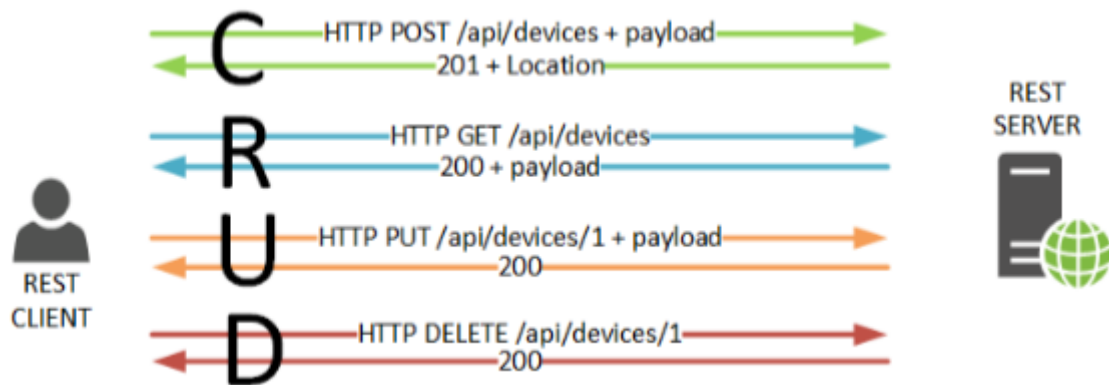 C
HTTP POST /api/devices + payload
201 + Location
R
HTTP GET /api/devices
200 + payload
U
HTTP PUT /api/devices/1 + payload
200
D
HTTP DELETE /api/devices/1
200
REST
CLIENT
REST
SERVER